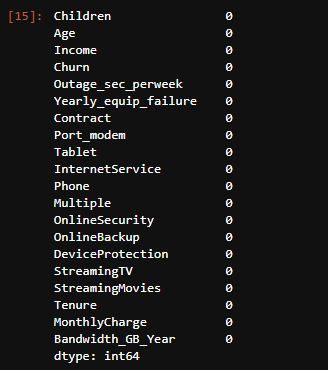 [15]: Children 0
Age 0
Income 0
Churn 0
Outage_sec_perweek 0
Yearly_equip_failure 0
Contract 0
Port_modem 0
Tablet 0
InternetService 0
Phone 0
Multiple 0
OnlineSecurity 0
OnlineBackup 0
DeviceProtection 0
StreamingTV 0
StreamingMovies 0
Tenure 0
MonthlyCharge 0
Bandwidth_GB_Year 0
dtype: int64